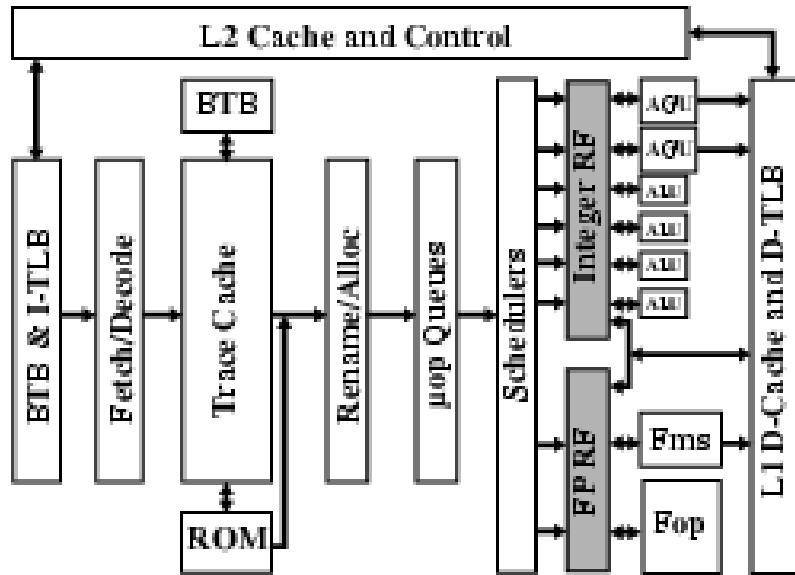 L2 Cache and Control
BTB
BTB & I-TLB
Fetch/Decode
Trace Cache
Rename/Alloc
µop Queues
Schedulers
Integer RF
AGU
AGU
ALU
ALU
ALU
ALU
FP RF
Fms
Fop
L1 D-Cache and D-TLB
ROM